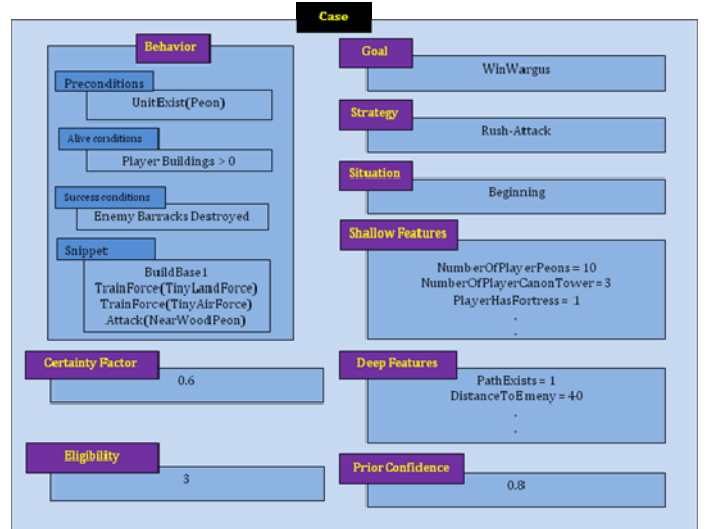 Case
Behavior
Preconditions
UnitExist(Peon)
Alive conditions
Player Buildings > 0
Success conditions
Enemy Barracks Destroyed
Snippet
BuildBase1
TrainForce(TinyLandForce)
TrainForce(TinyAirForce)
Attack(NearWoodPeon)
Certainty Factor
0.6
Eligibility
3
Goal
WinWargus
Strategy
Rush-Attack
Situation
Beginning
Shallow Features
NumberOfPlayerPeons = 10
NumberOfPlayerCanonTower = 3
PlayerHasFortress = 1
.
.
Deep Features
PathExists = 1
DistanceToEmeny = 40
.
.
Prior Confidence
0.8